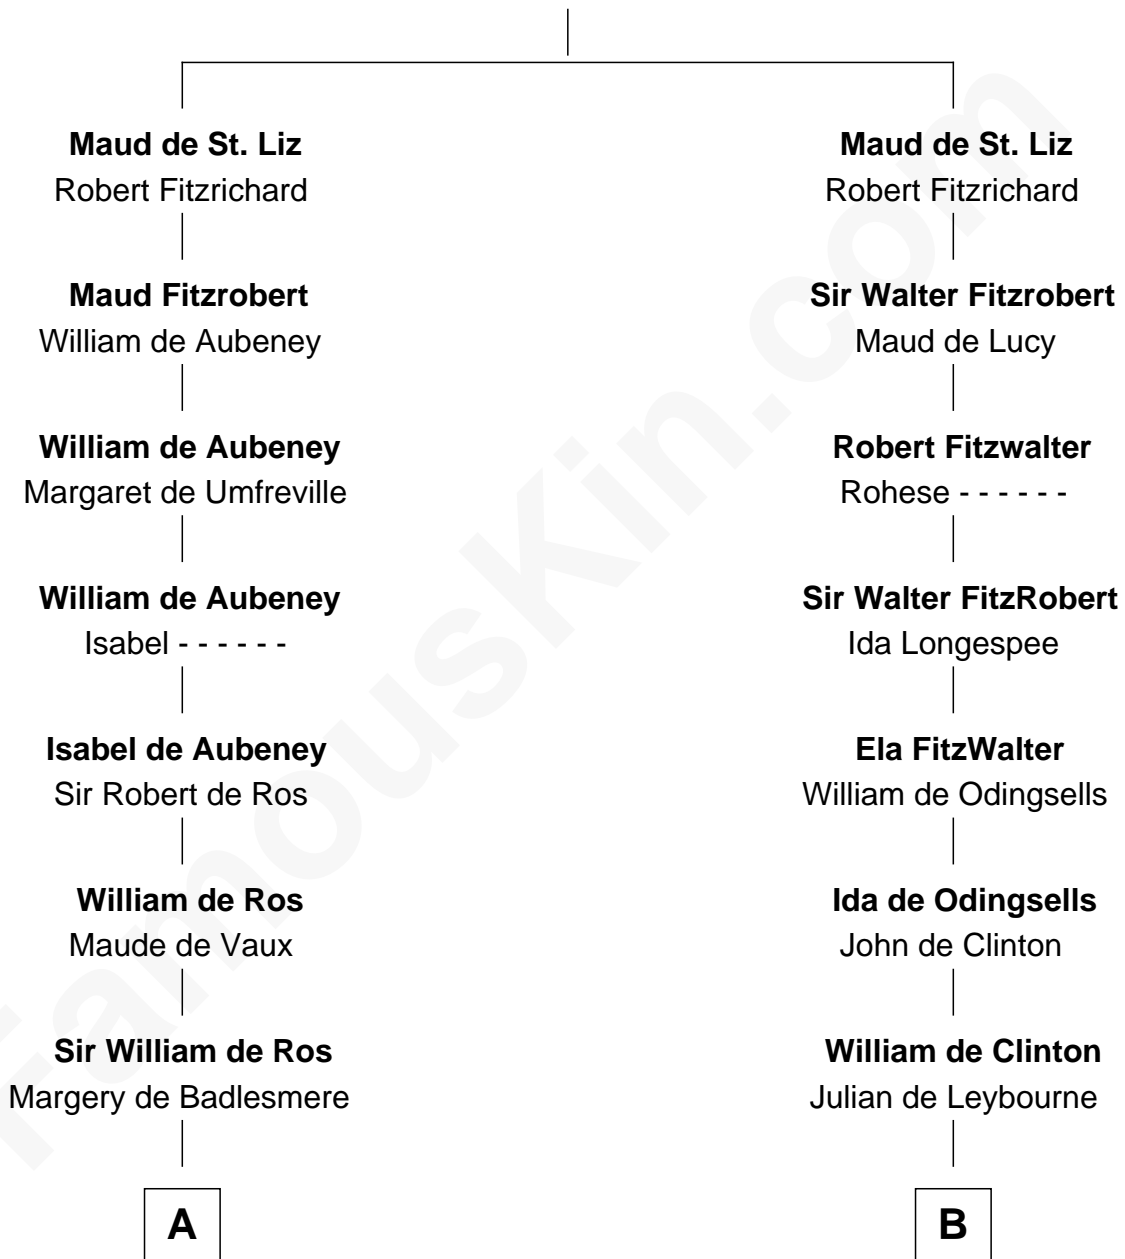 Maud de St. Liz
Robert Fitzrichard
Maud Fitzrobert
William de Aubeney
William de Aubeney
Margaret de Umfreville
William de Aubeney
Isabel - - - - - -
Isabel de Aubeney
Sir Robert de Ros
William de Ros
Maude de Vaux
Sir William de Ros
Margery de Badlesmere
A
Maud de St. Liz
Robert Fitzrichard
Sir Walter Fitzrobert
Maud de Lucy
Robert Fitzwalter
Rohese - - - - - -
Sir Walter FitzRobert
Ida Longespee
Ela FitzWalter
William de Odingsells
Ida de Odingsells
John de Clinton
William de Clinton
Julian de Leybourne
B
FamousKin.com